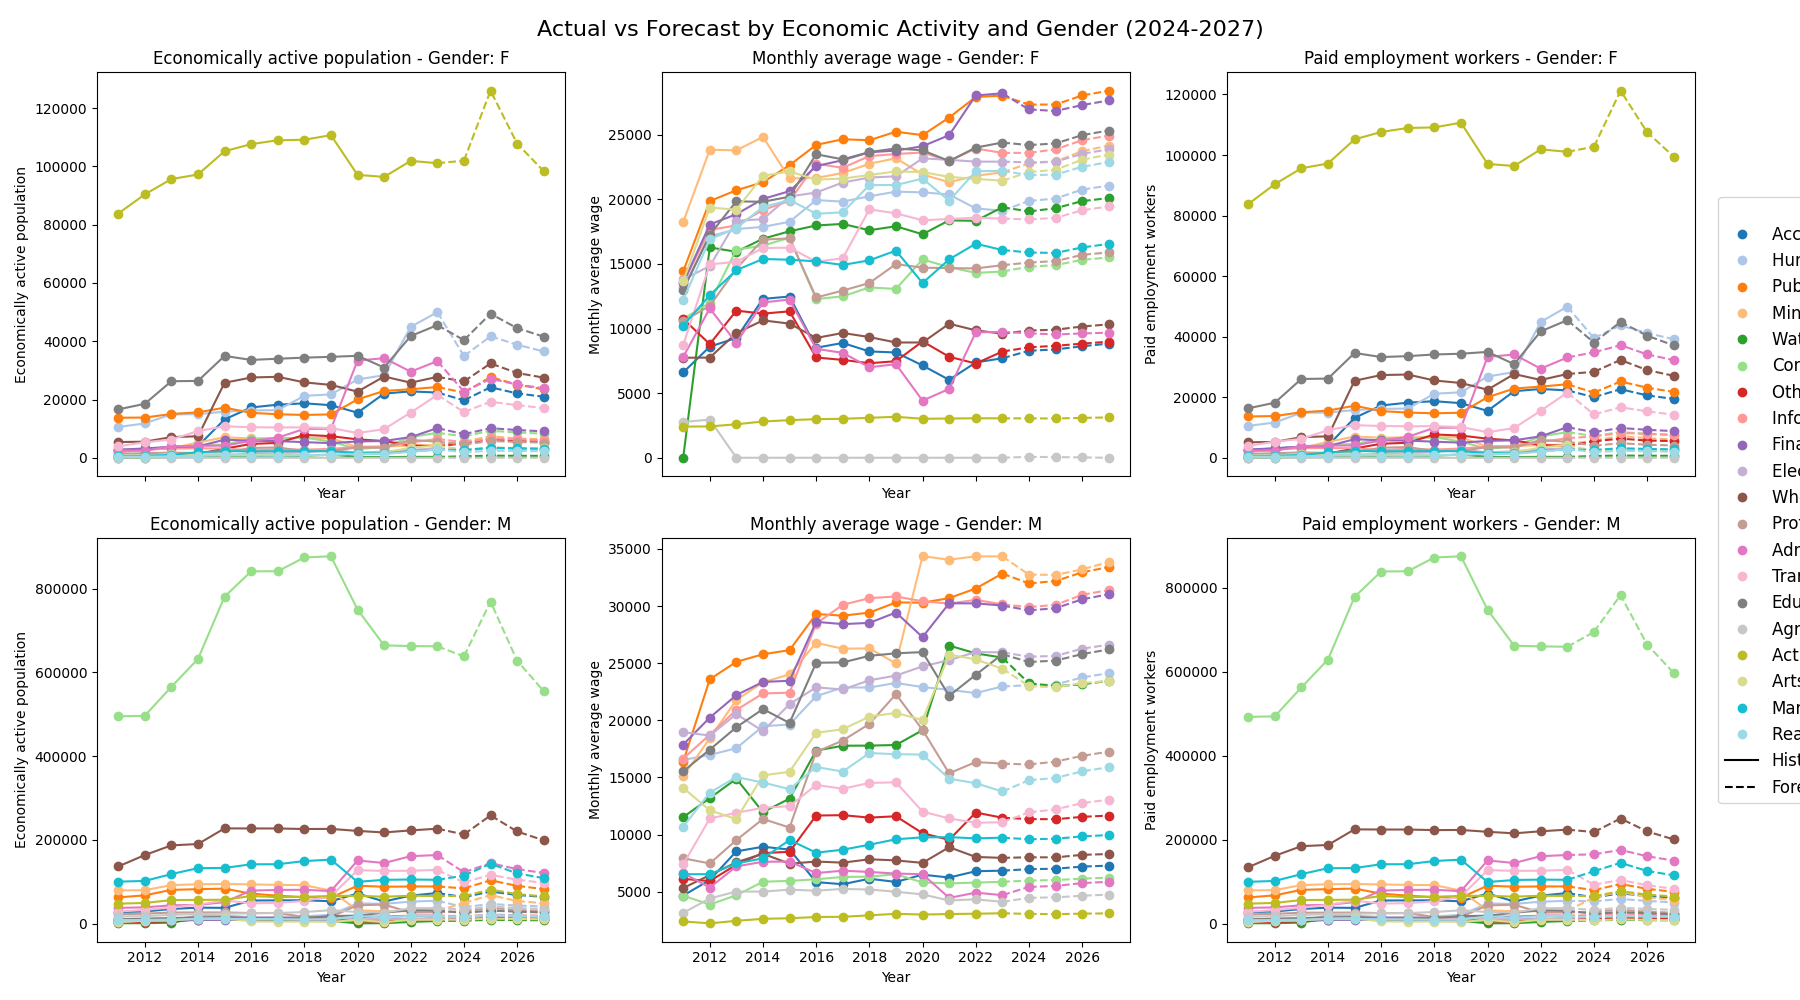 Actual vs Forecast by Economic Activity and Gender (2024-2027)
Economically active population - Gender: F
Monthly average wage - Gender: F
Paid employment workers - Gender: F
Economically active population
120000
100000
80000
60000
40000
20000
0
Year
Monthly average wage
25000
20000
15000
10000
5000
0
Year
Paid employment workers
120000
100000
80000
60000
40000
20000
0
Year
Economically active population - Gender: M
Monthly average wage - Gender: M
Paid employment workers - Gender: M
Economically active population
800000
600000
400000
200000
0
2012 2014 2016 2018 2020 2022 2024 2026
Year
Monthly average wage
35000
30000
25000
20000
15000
10000
5000
2012 2014 2016 2018 2020 2022 2024 2026
Year
Paid employment workers
800000
600000
400000
200000
0
2012 2014 2016 2018 2020 2022 2024 2026
Year
Acc
Hur
Pub
Min
Wat
Con
Oth
Info
Fina
Elec
Who
Prof
Adr
Tran
Edu
Agr
Act
Arts
Mar
Rea
Hist
Fore